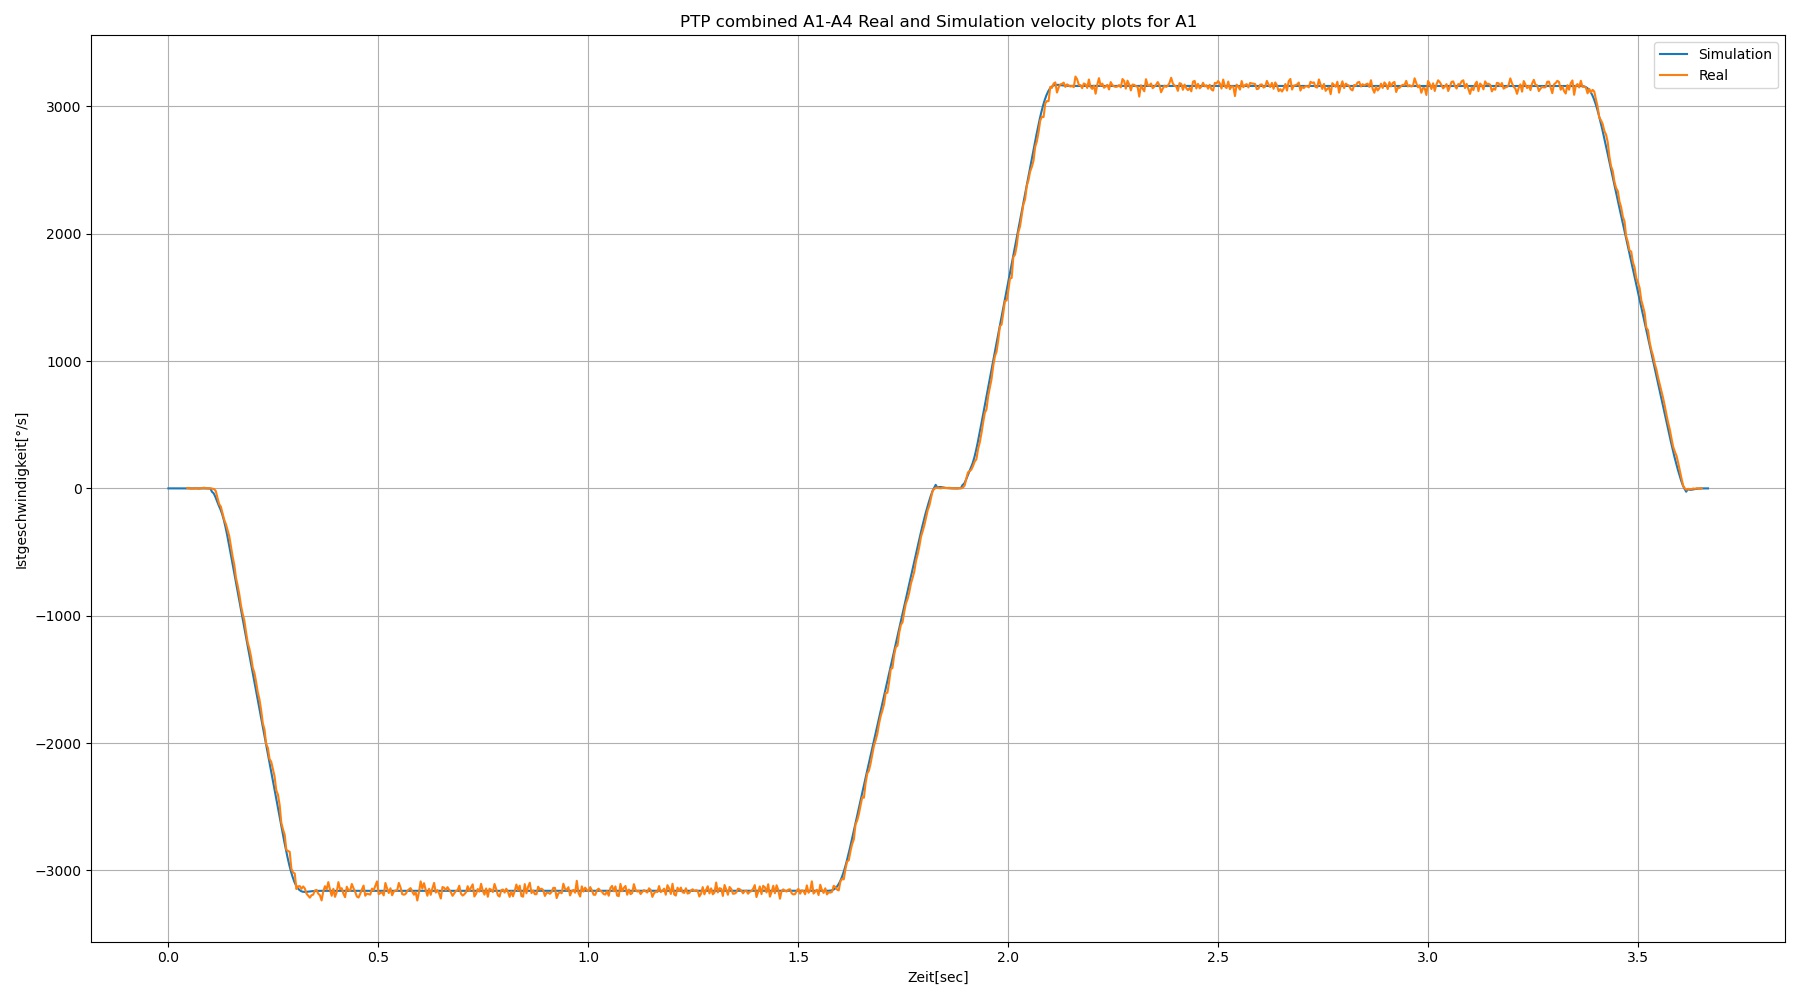 PTP combined A1-A4 Real and Simulation velocity plots for A1
Simulation
Real
3000
2000
1000
0
−1000
−2000
−3000
Istgeschwindigkeit[°/s]
0.0 0.5 1.0 1.5 2.0 2.5 3.0 3.5
Zeit[sec]